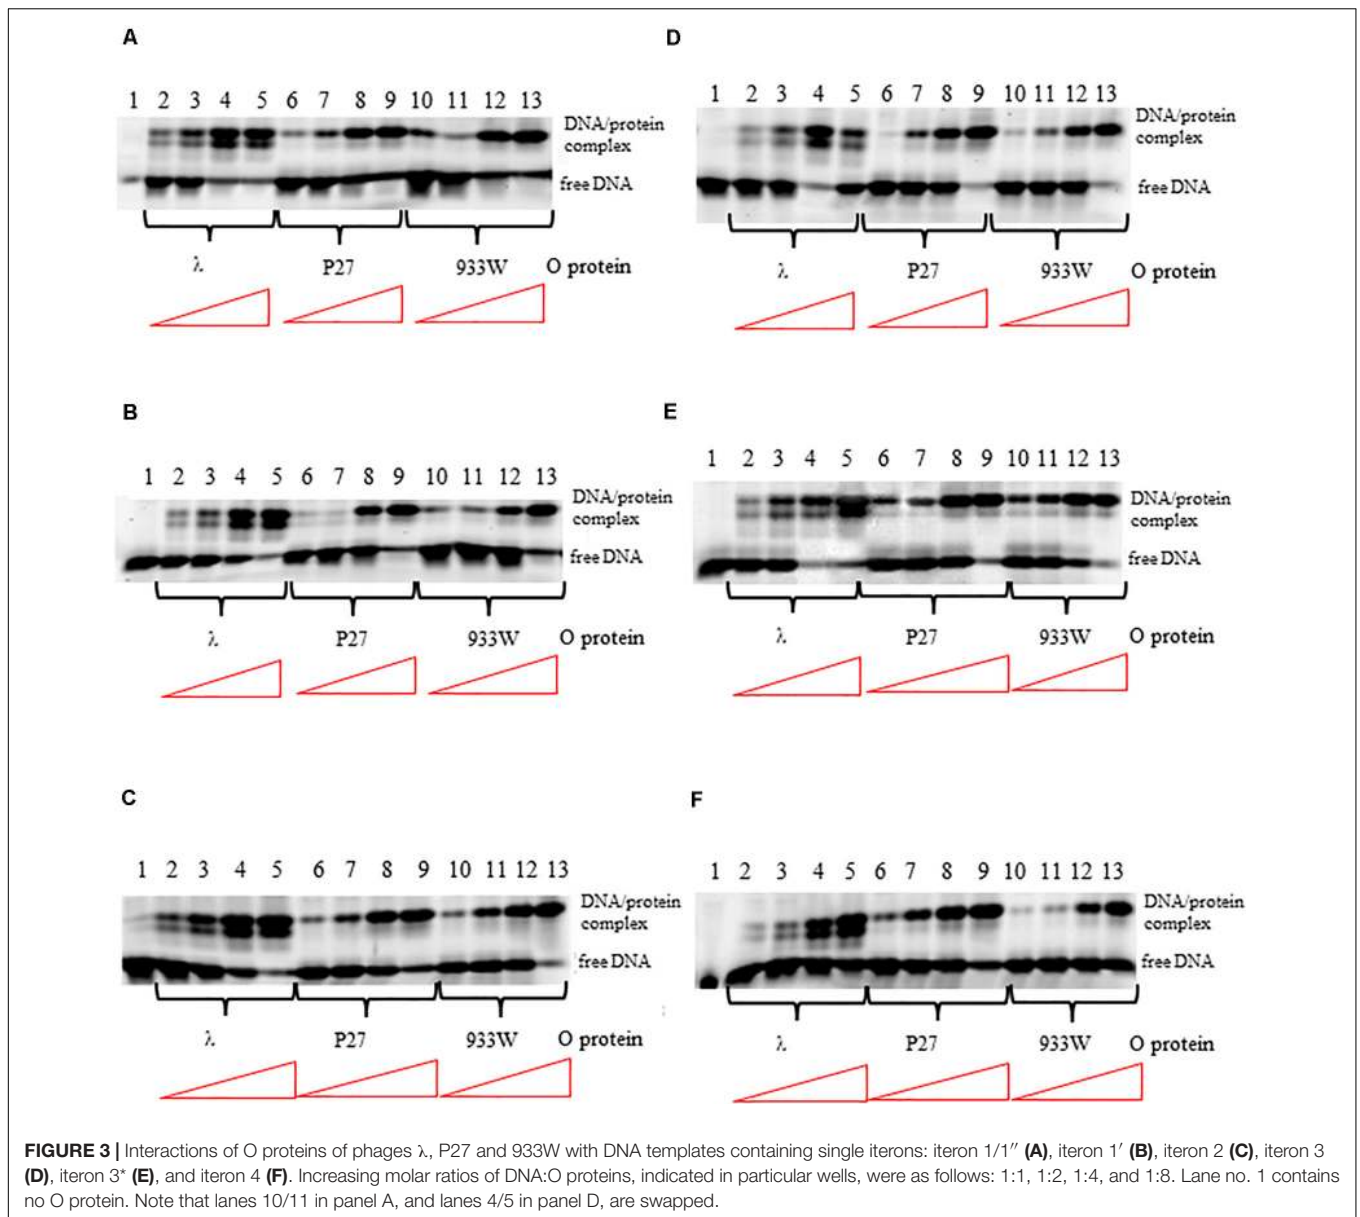 A
1 2 3 4 5 6 7 8 9 10 11 12 13
DNA/protein
complex
free DNA
λ P27 933W O protein
D
1 2 3 4 5 6 7 8 9 10 11 12 13
DNA/protein
complex
free DNA
λ P27 933W O protein
B
1 2 3 4 5 6 7 8 9 10 11 12 13
DNA/protein
complex
free DNA
λ P27 933W O protein
E
1 2 3 4 5 6 7 8 9 10 11 12 13
DNA/protein
complex
free DNA
λ P27 933W O protein
C
1 2 3 4 5 6 7 8 9 10 11 12 13
DNA/protein
complex
free DNA
λ P27 933W O protein
F
1 2 3 4 5 6 7 8 9 10 11 12 13
DNA/protein
complex
free DNA
λ P27 933W O protein
FIGURE 3 | Interactions of O proteins of phages λ, P27 and 933W with DNA templates containing single iterons: iteron 1/1″ (A), iteron 1′ (B), iteron 2 (C), iteron 3
(D), iteron 3* (E), and iteron 4 (F). Increasing molar ratios of DNA:O proteins, indicated in particular wells, were as follows: 1:1, 1:2, 1:4, and 1:8. Lane no. 1 contains
no O protein. Note that lanes 10/11 in panel A, and lanes 4/5 in panel D, are swapped.